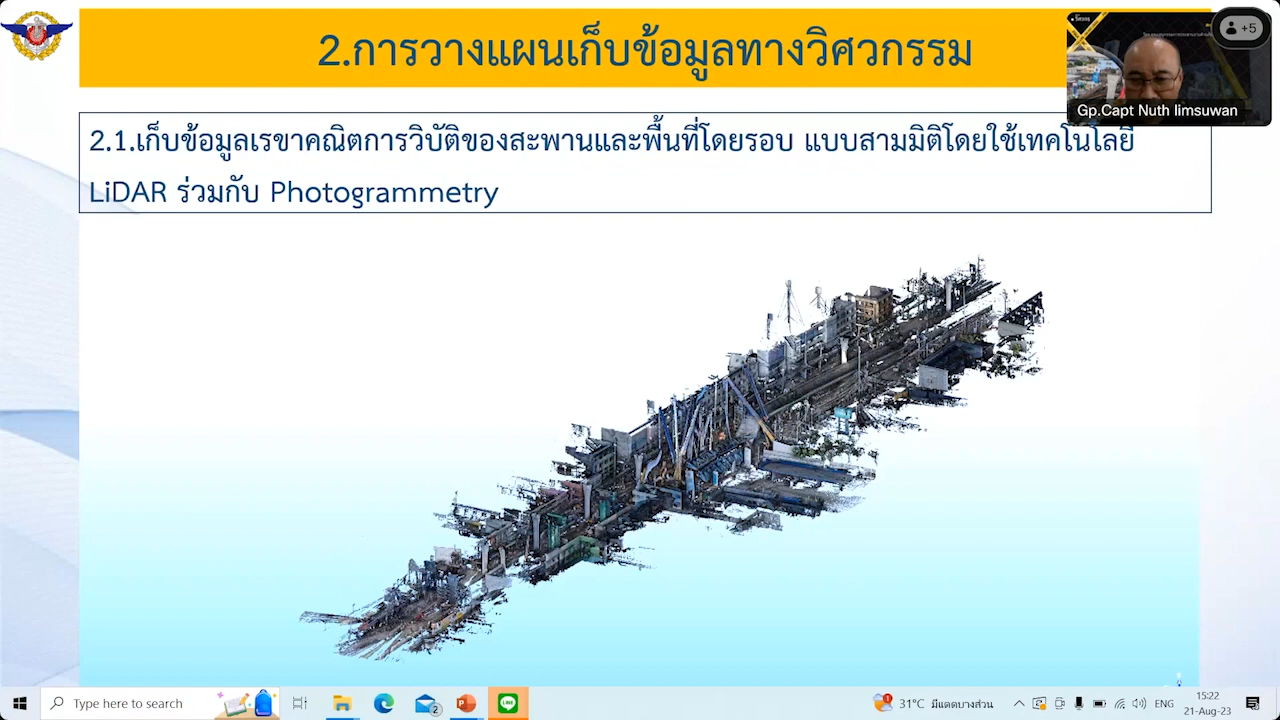 2.การวางแผนเก็บข้อมูลทางวิศวกรรม
+5
Gp.Capt Nuth Iimsuwan
2.1.เก็บข้อมูลเรขาคณิตการวิบัติของสะพานและพื้นที่โดยรอบ แบบสามมิติโดยใช้เทคโนโลยี
LiDAR ร่วมกับ Photogrammetry
Type here to search
2
1
31°C มีแดดบางส่วน
ENG
15:22
21-Aug-23